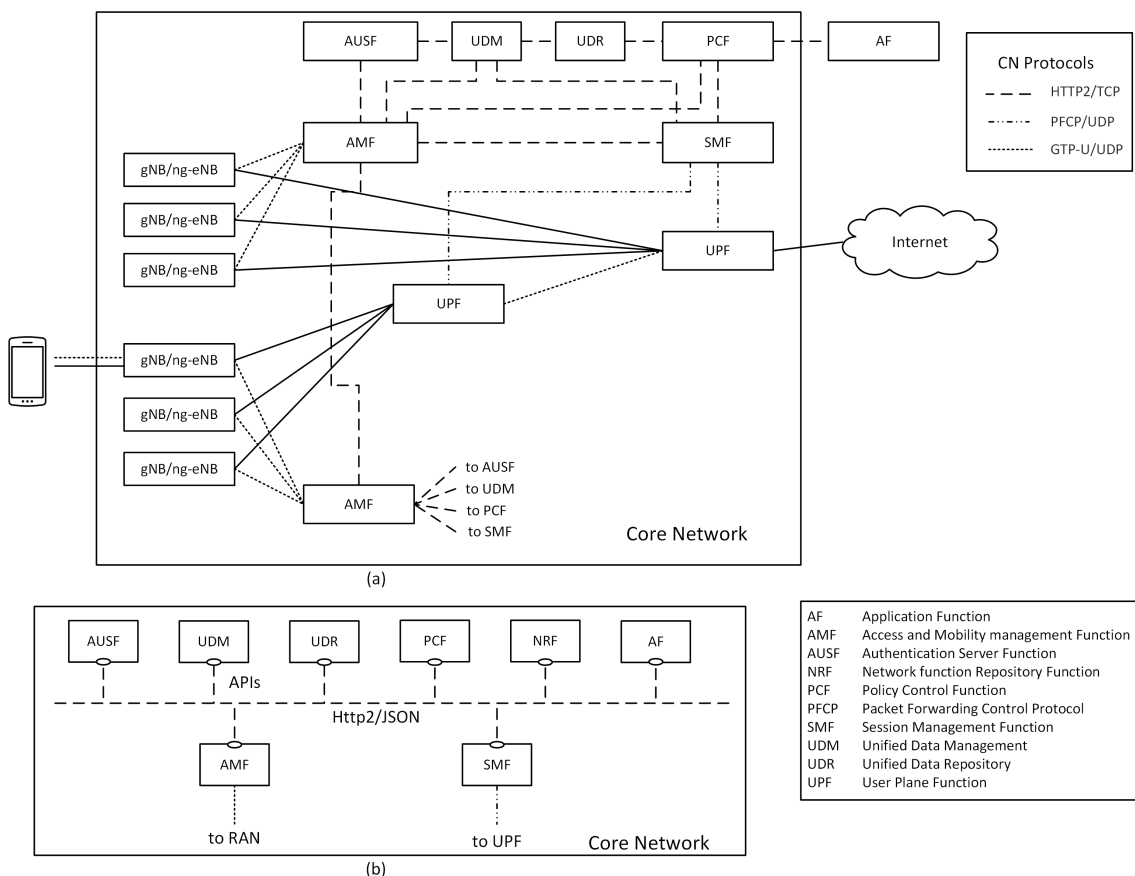 AUSF
UDM
UDR
PCF
AF
CN Protocols
HTTP2/TCP
PFCP/UDP
GTP-U/UDP
AMF
SMF
gNB/ng-eNB
gNB/ng-eNB
gNB/ng-eNB
UPF
Internet
UPF
gNB/ng-eNB
gNB/ng-eNB
gNB/ng-eNB
AMF
to AUSF
to UDM
to PCF
to SMF
Core Network
(a)
AUSF
UDM
UDR
PCF
NRF
AF
APIs
Http2/JSON
AMF
SMF
to RAN
to UPF
Core Network
(b)
AF Application Function
AMF Access and Mobility management Function
AUSF Authentication Server Function
NRF Network function Repository Function
PCF Policy Control Function
PFCP Packet Forwarding Control Protocol
SMF Session Management Function
UDM Unified Data Management
UDR Unified Data Repository
UPF User Plane Function